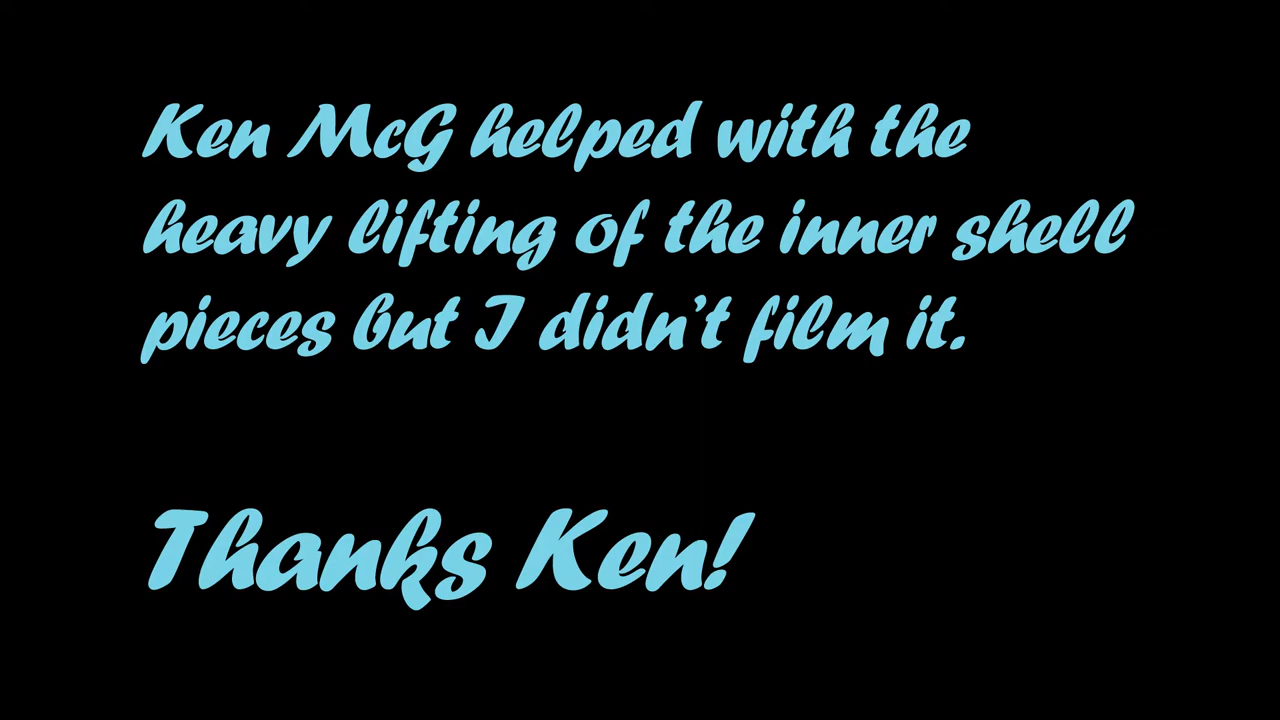 Ken McG helped with the
heavy lifting of the inner shell
pieces but I didn’t film it.
Thanks Ken!